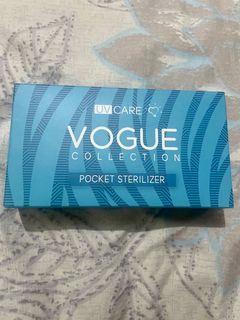 UV CARE
VOGUE
COLLECTION
POCKET STERILIZER